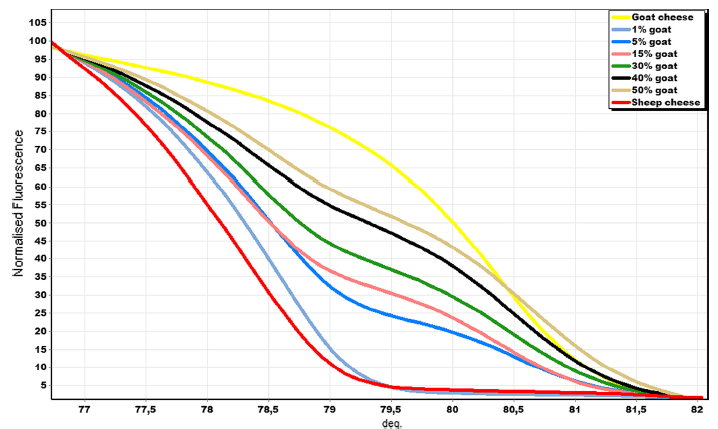 105
100
95
90
85
80
75
70
65
60
55
50
45
40
35
30
25
20
15
10
5
Normalised Fluorescence
Goat cheese
1% goat
5% goat
15% goat
30% goat
40% goat
50% goat
Sheep cheese
77 77,5 78 78,5 79 79,5 80 80,5 81 81,5 82
deg.